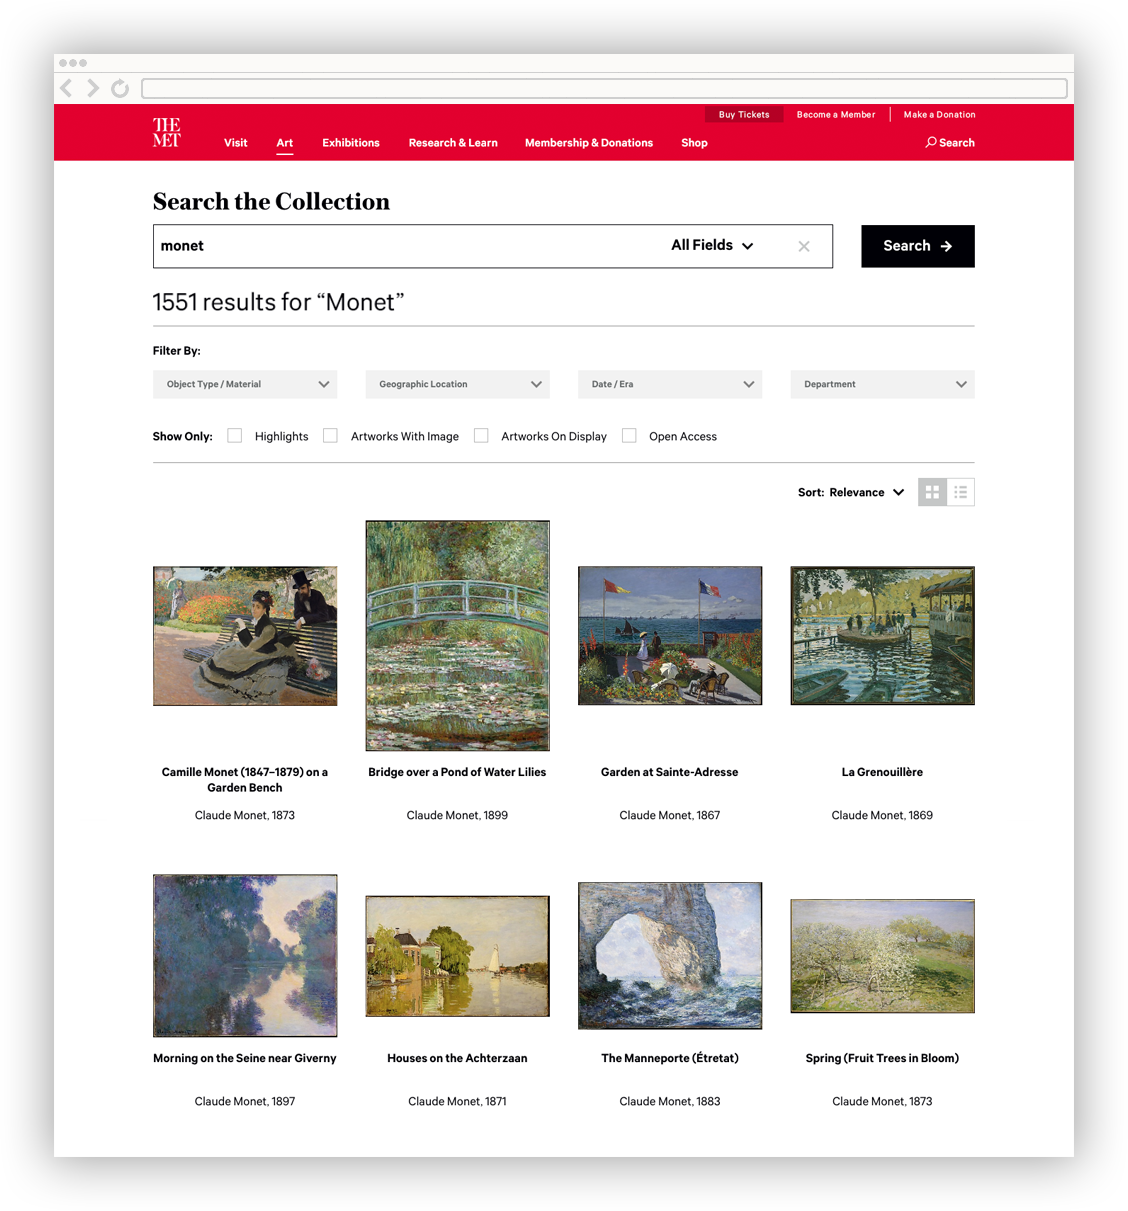 Buy Tickets Become a Member Make a Donation
THE
MET
Visit Art Exhibitions Research & Learn Membership & Donations Shop Search
Search the Collection
monet All Fields Search
1551 results for “Monet”
Filter By:
Object Type / Material Geographic Location Date / Era Department
Show Only: Highlights Artworks With Image Artworks On Display Open Access
Sort: Relevance
Camille Monet (1847–1879) on a
Garden Bench
Claude Monet, 1873
Bridge over a Pond of Water Lilies
Claude Monet, 1899
Garden at Sainte-Adresse
Claude Monet, 1867
La Grenouillère
Claude Monet, 1869
Morning on the Seine near Giverny
Claude Monet, 1897
Houses on the Achterzaan
Claude Monet, 1871
The Manneporte (Étretat)
Claude Monet, 1883
Spring (Fruit Trees in Bloom)
Claude Monet, 1873